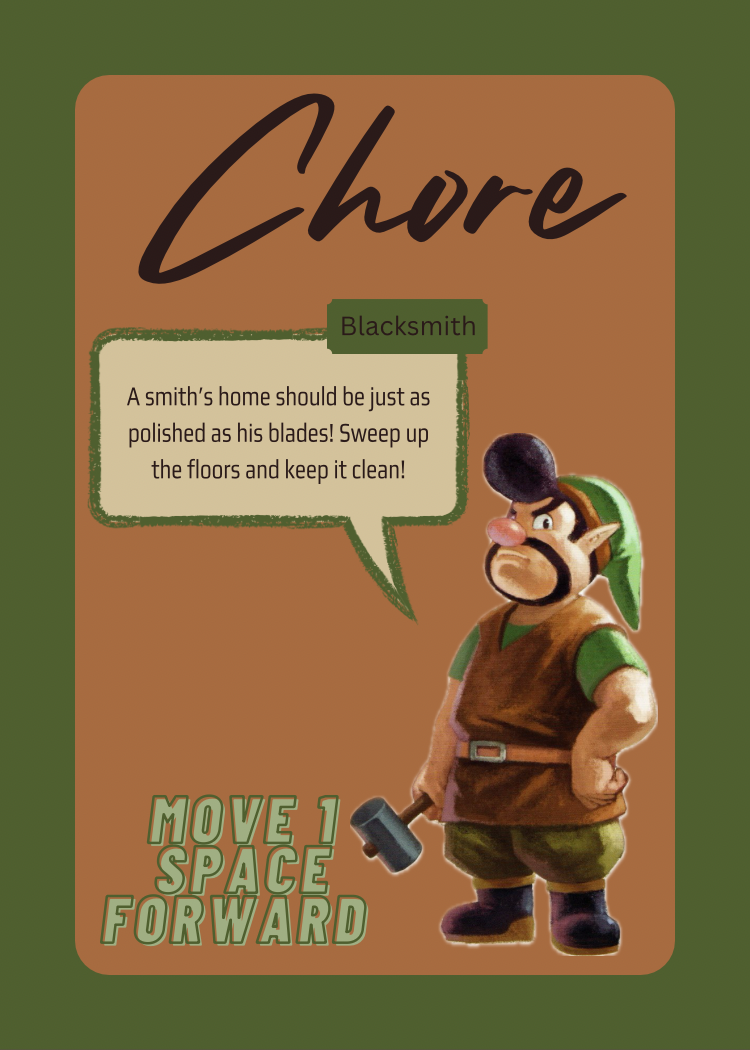 Chore
Blacksmith
A smith's home should be just as
polished as his blades! Sweep up
the floors and keep it clean!
MOVE 1
SPACE
FORWARD